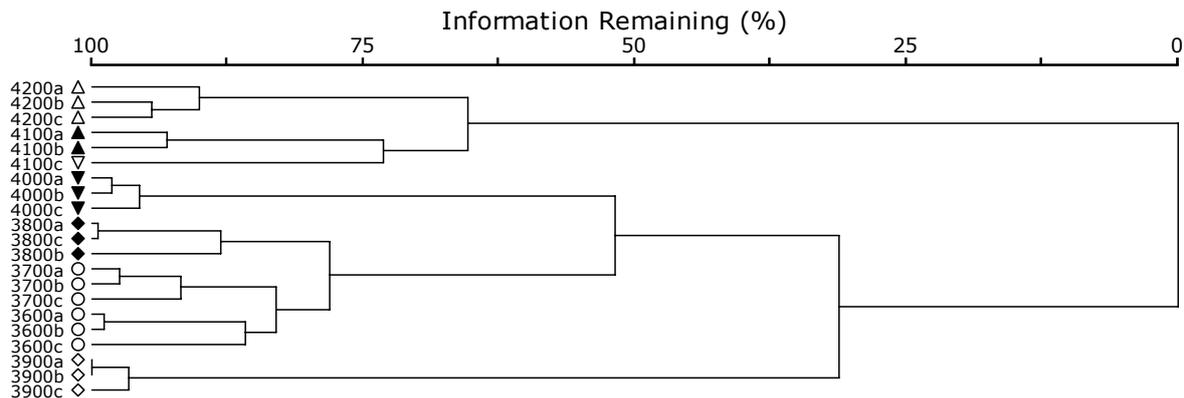 Information Remaining (%)
100 75 50 25 0
4200a
4200b
4200c
4100a
4100b
4100c
4000a
4000b
4000c
3800a
3800c
3800b
3700a
3700b
3700c
3600a
3600b
3600c
3900a
3900b
3900c